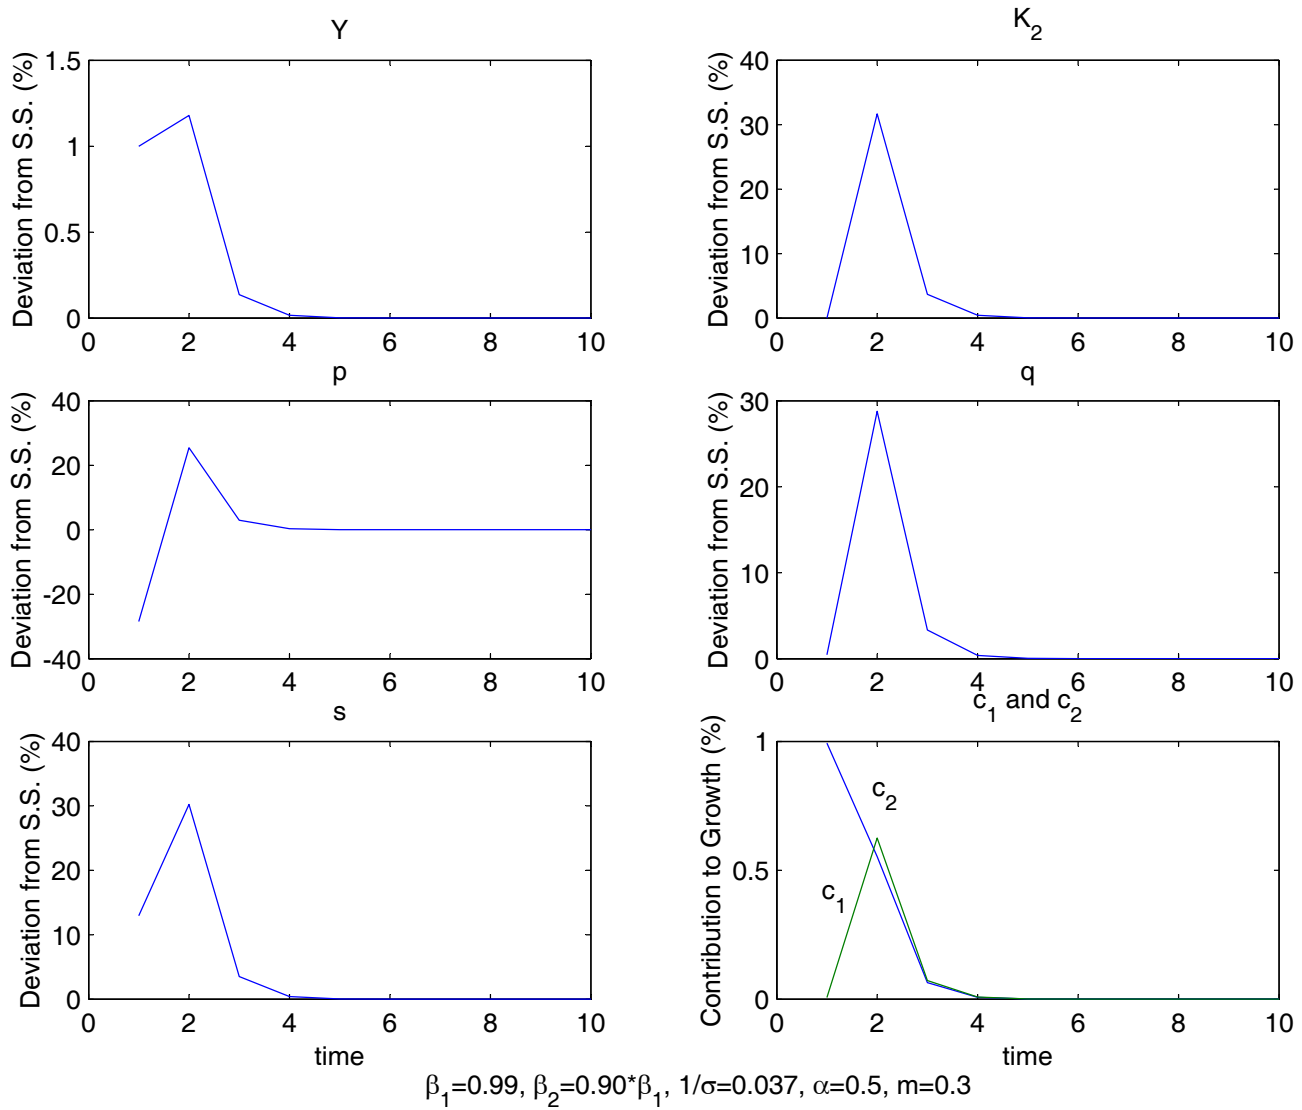 Y
Deviation from S.S. (%)
1.5
1
0.5
0
0 2 4 6 8 10
K2
Deviation from S.S. (%)
40
30
20
10
0
0 2 4 6 8 10
p
Deviation from S.S. (%)
40
20
0
-20
-40
0 2 4 6 8 10
q
Deviation from S.S. (%)
30
20
10
0
0 2 4 6 8 10
s
Deviation from S.S. (%)
40
30
20
10
0
0 2 4 6 8 10
time
c1 and c2
Contribution to Growth (%)
1
0.5
0
c2
c1
0 2 4 6 8 10
time
β1=0.99, β2=0.90*β1, 1/σ=0.037, α=0.5, m=0.3